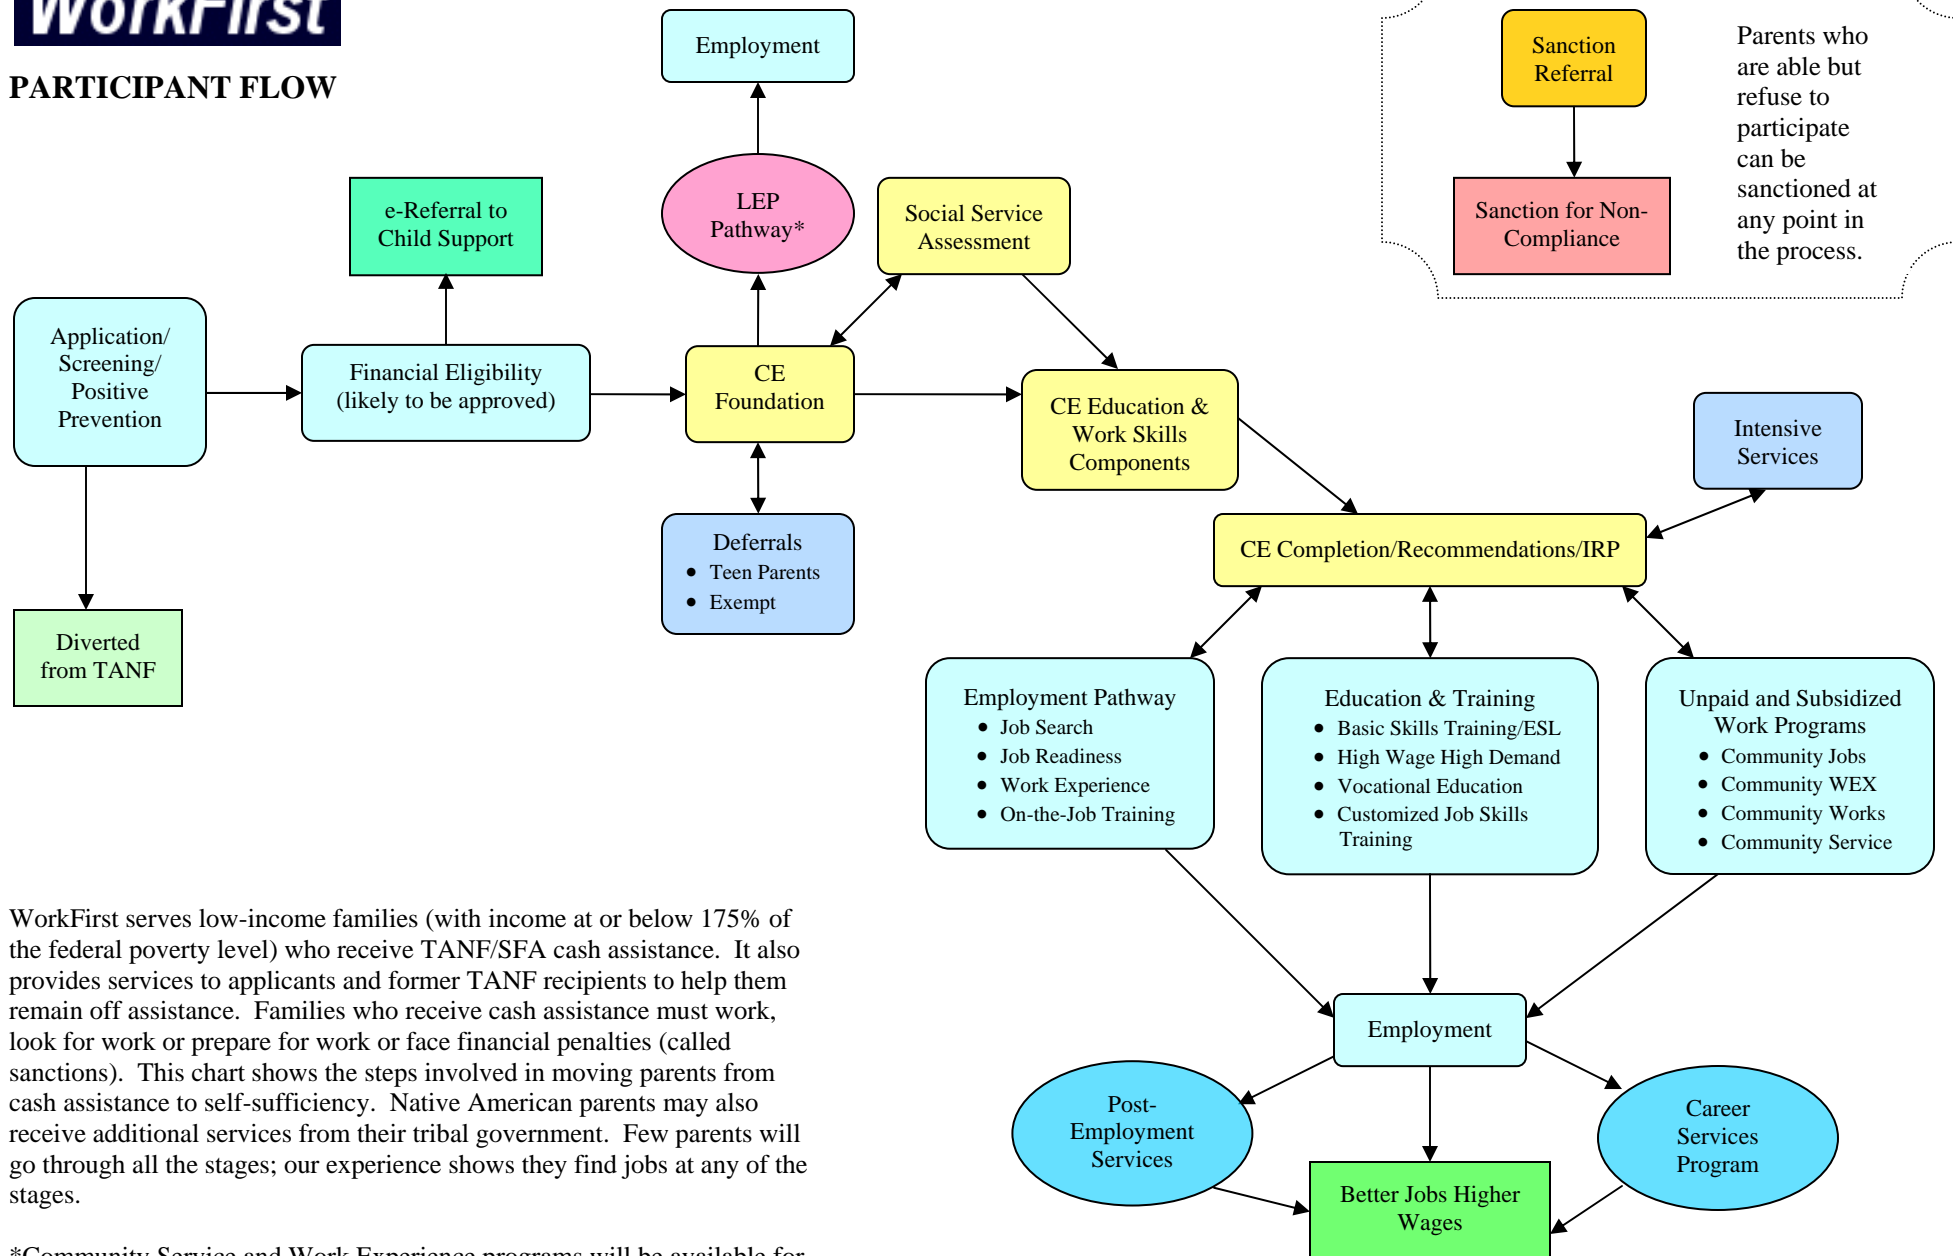 WorkFirst
PARTICIPANT FLOW
Employment
Sanction
Referral
Parents who
are able but
refuse to
participate
can be
sanctioned at
any point in
the process.
e-Referral to
Child Support
LEP
Pathway*
Social Service
Assessment
Sanction for Non-
Compliance
Application/
Screening/
Positive
Prevention
Financial Eligibility
(likely to be approved)
CE
Foundation
CE Education &
Work Skills
Components
Intensive
Services
Deferrals
• Teen Parents
• Exempt
CE Completion/Recommendations/IRP
Diverted
from TANF
Employment Pathway
• Job Search
• Job Readiness
• Work Experience
• On-the-Job Training
Education & Training
• Basic Skills Training/ESL
• High Wage High Demand
• Vocational Education
• Customized Job Skills
Training
Unpaid and Subsidized
Work Programs
• Community Jobs
• Community WEX
• Community Works
• Community Service
WorkFirst serves low-income families (with income at or below 175% of
the federal poverty level) who receive TANF/SFA cash assistance. It also
provides services to applicants and former TANF recipients to help them
remain off assistance. Families who receive cash assistance must work,
look for work or prepare for work or face financial penalties (called
sanctions). This chart shows the steps involved in moving parents from
cash assistance to self-sufficiency. Native American parents may also
receive additional services from their tribal government. Few parents will
go through all the stages; our experience shows they find jobs at any of the
stages.
*Community Service and Work Experience programs will be available for
Employment
Post-
Employment
Services
Career
Services
Program
Better Jobs Higher
Wages